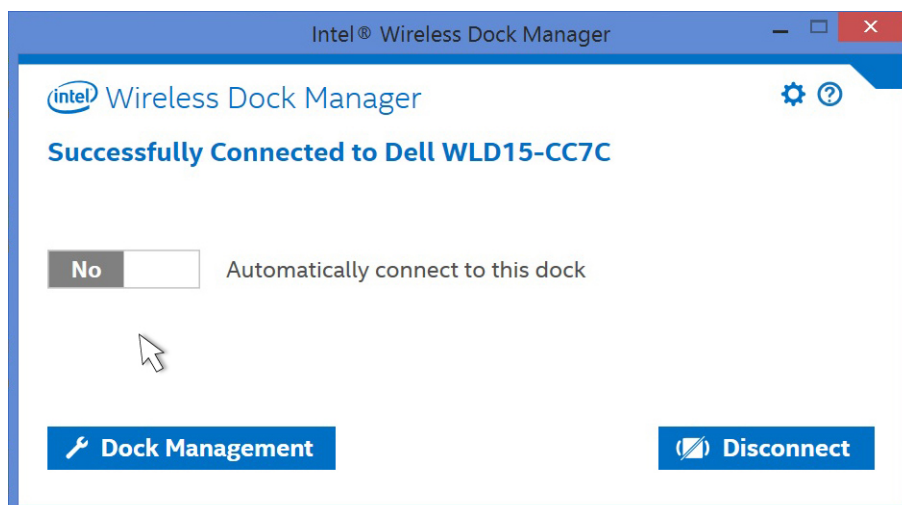 Intel® Wireless Dock Manager
intel Wireless Dock Manager
Successfully Connected to Dell WLD15-CC7C
No Automatically connect to this dock
Dock Management Disconnect